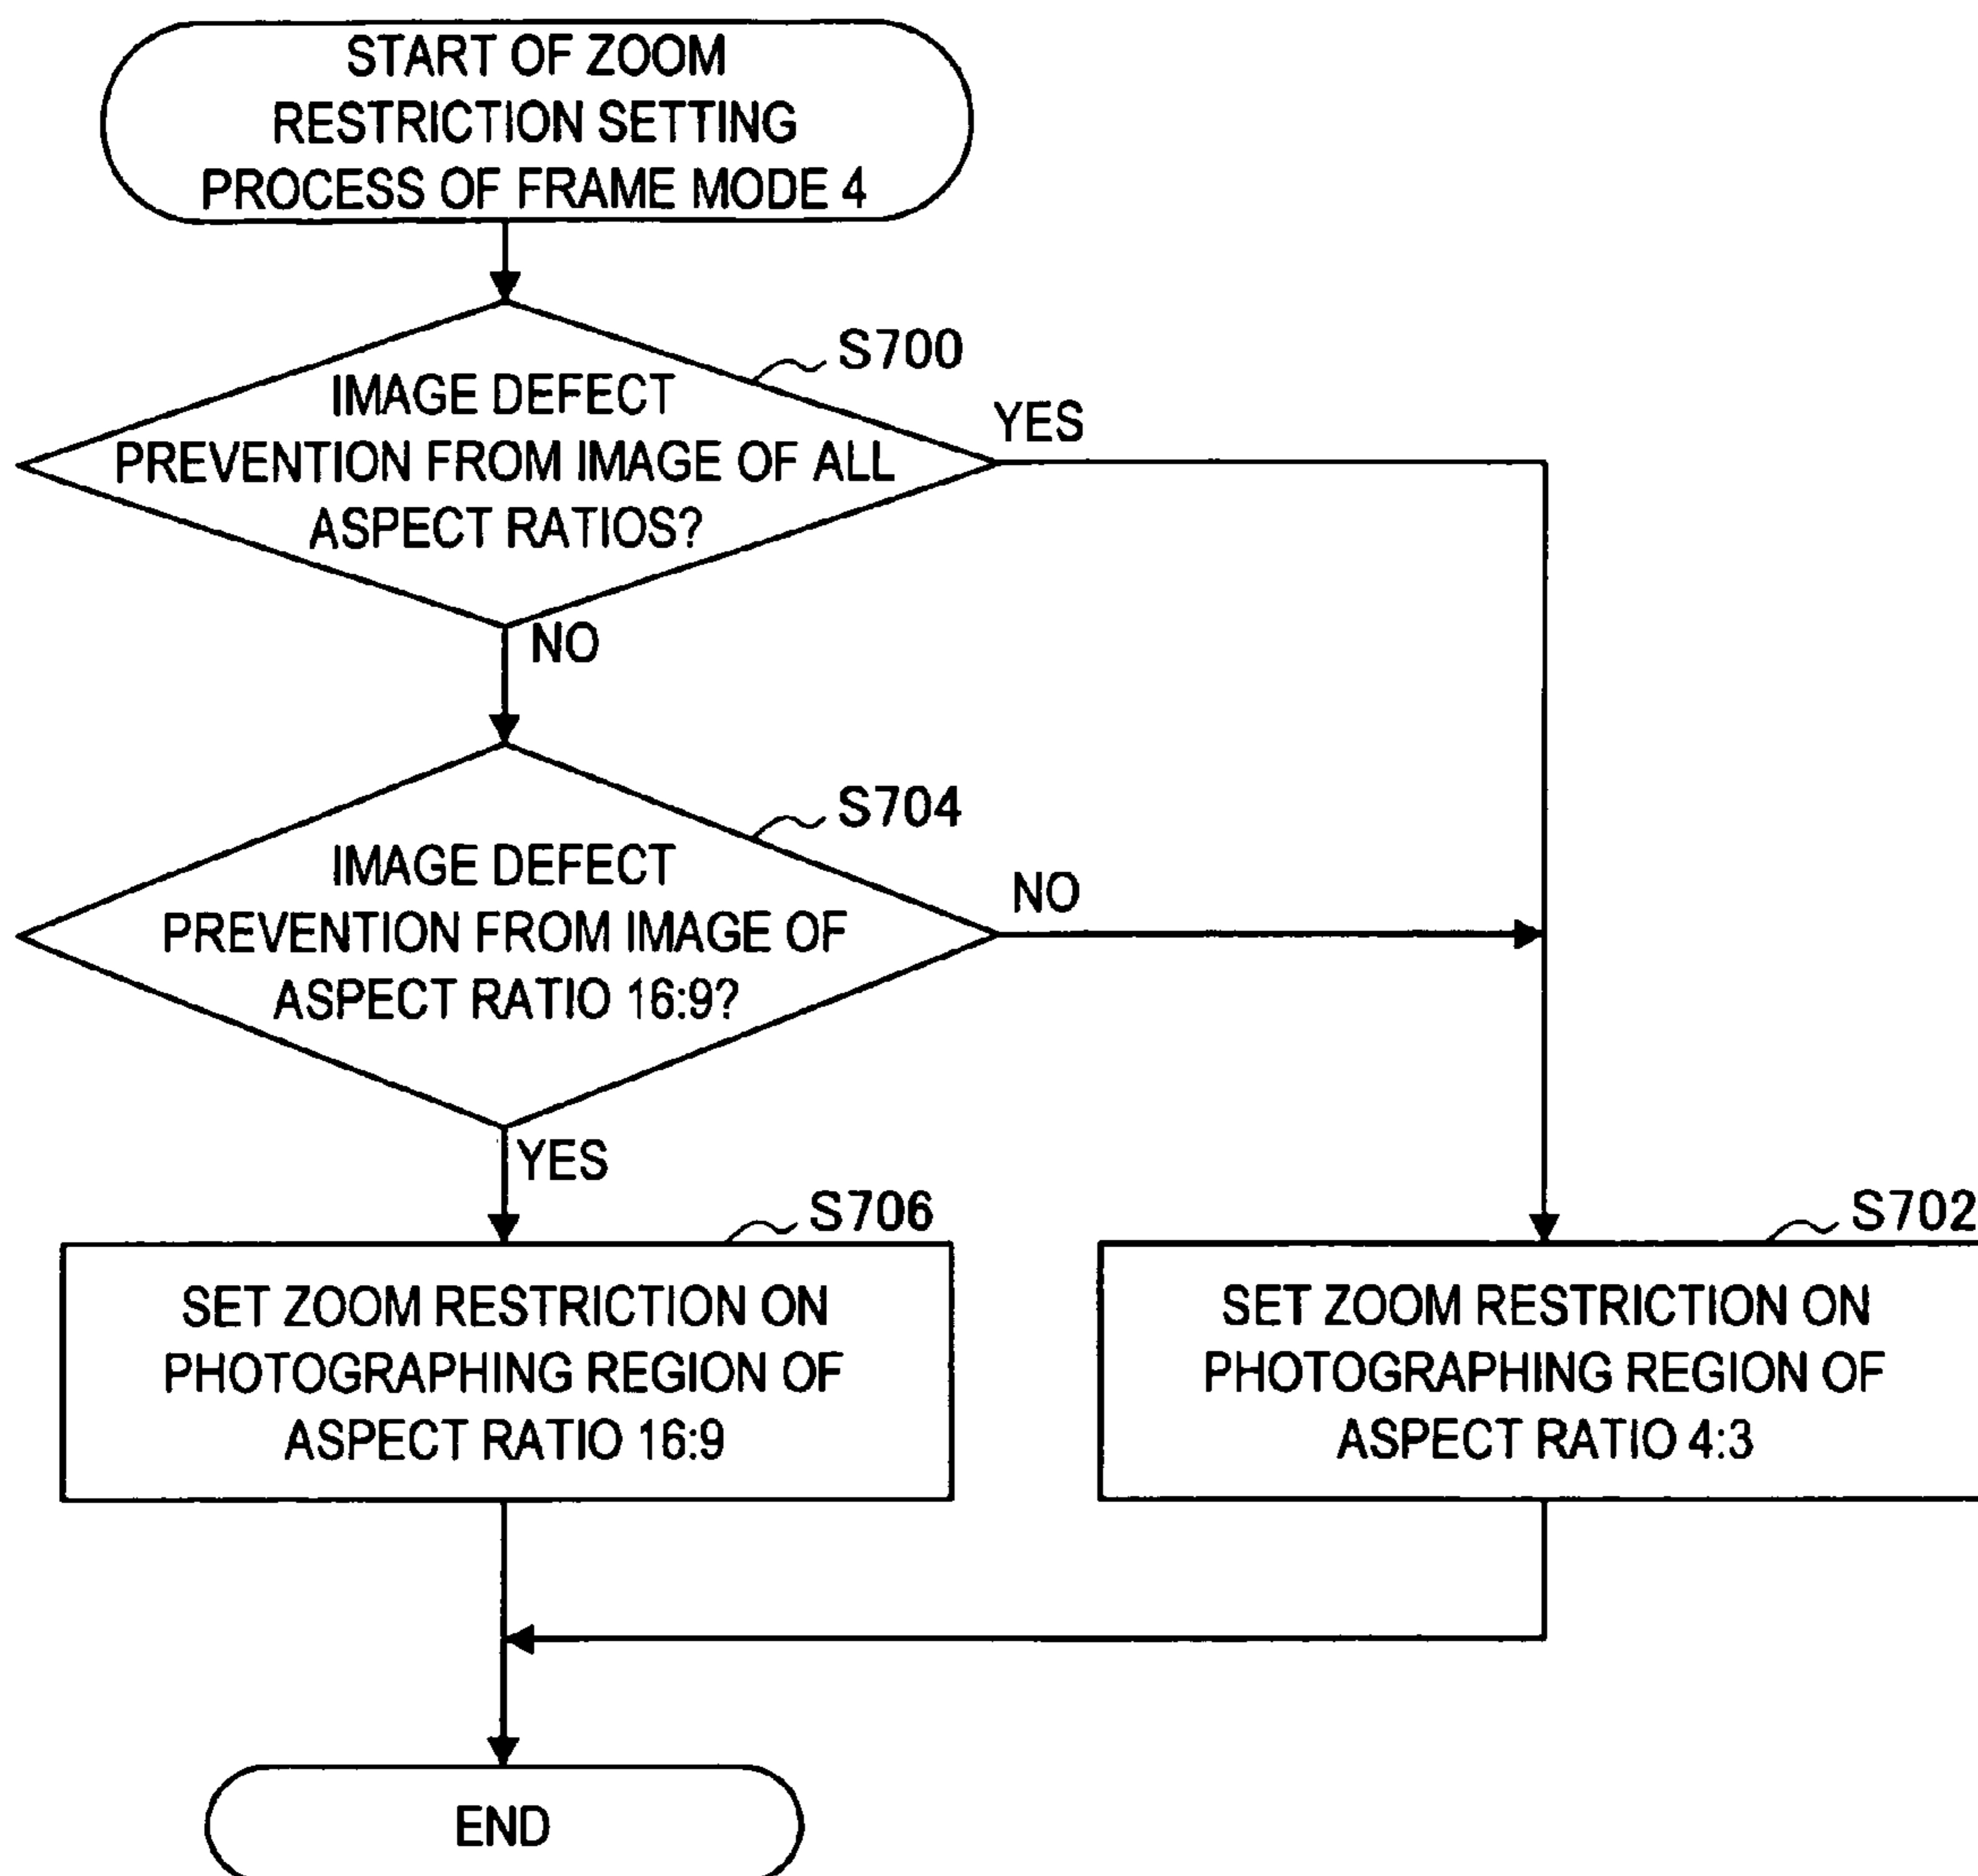 START OF ZOOM
RESTRICTION SETTING
PROCESS OF FRAME MODE 4
S700
IMAGE DEFECT
PREVENTION FROM IMAGE OF ALL
ASPECT RATIOS?
YES
NO
S704
IMAGE DEFECT
PREVENTION FROM IMAGE OF
ASPECT RATIO 16:9?
NO
YES
S706
SET ZOOM RESTRICTION ON
PHOTOGRAPHING REGION OF
ASPECT RATIO 16:9
S702
SET ZOOM RESTRICTION ON
PHOTOGRAPHING REGION OF
ASPECT RATIO 4:3
END